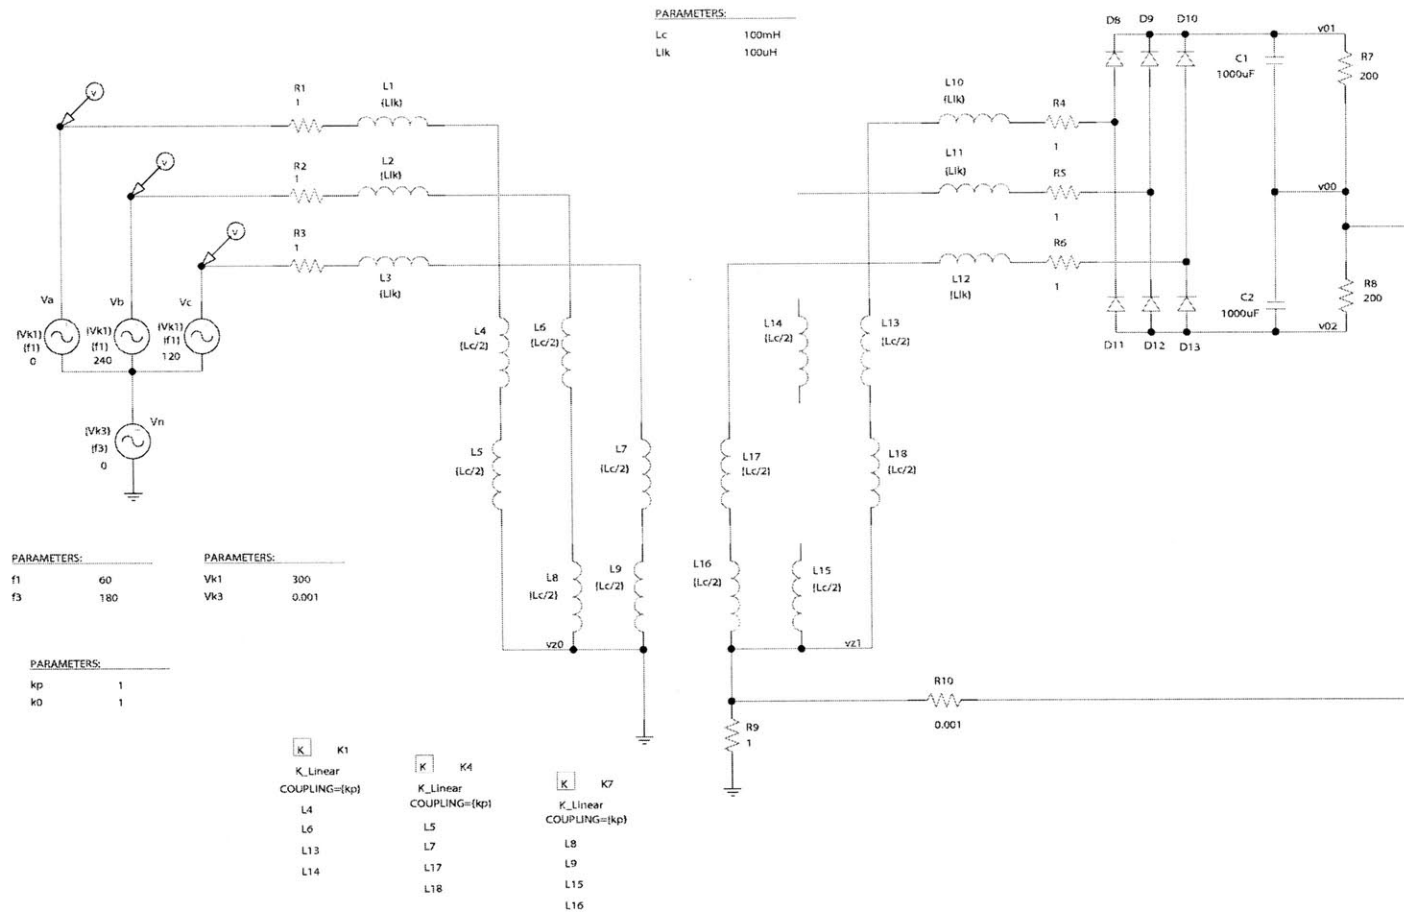 PARAMETERS:
Lc 100mH
Llk 100uH
D8 D9 D10
v01
C1
1000uF
R7
200
v
R1
1
L1
{Llk}
L10
{Llk}
R4
1
v
R2
1
L2
{Llk}
L11
{Llk}
R5
1
v00
v
R3
1
L3
{Llk}
R6
1
L12
{Llk}
Va
{Vk1}
{f1}
0
Vb
{Vk1}
{f1}
240
Vc
{Vk1}
{f1}
120
L4
{Lc/2}
L6
{Lc/2}
L14
{Lc/2}
L13
{Lc/2}
C2
1000uF
R8
200
v02
D11 D12 D13
Vn
{Vk3}
{f3}
0
L5
{Lc/2}
L7
{Lc/2}
L17
{Lc/2}
L18
{Lc/2}
PARAMETERS:
f1 60
f3 180
PARAMETERS:
Vk1 300
Vk3 0.001
L8
{Lc/2}
L9
{Lc/2}
L16
{Lc/2}
L15
{Lc/2}
vz0
vz1
PARAMETERS:
kp 1
k0 1
R10
0.001
R9
1
K K1
K_Linear
COUPLING={kp}
L4
L6
L13
L14
K K4
K_Linear
COUPLING={kp}
L5
L7
L17
L18
K K7
K_Linear
COUPLING={kp}
L8
L9
L15
L16